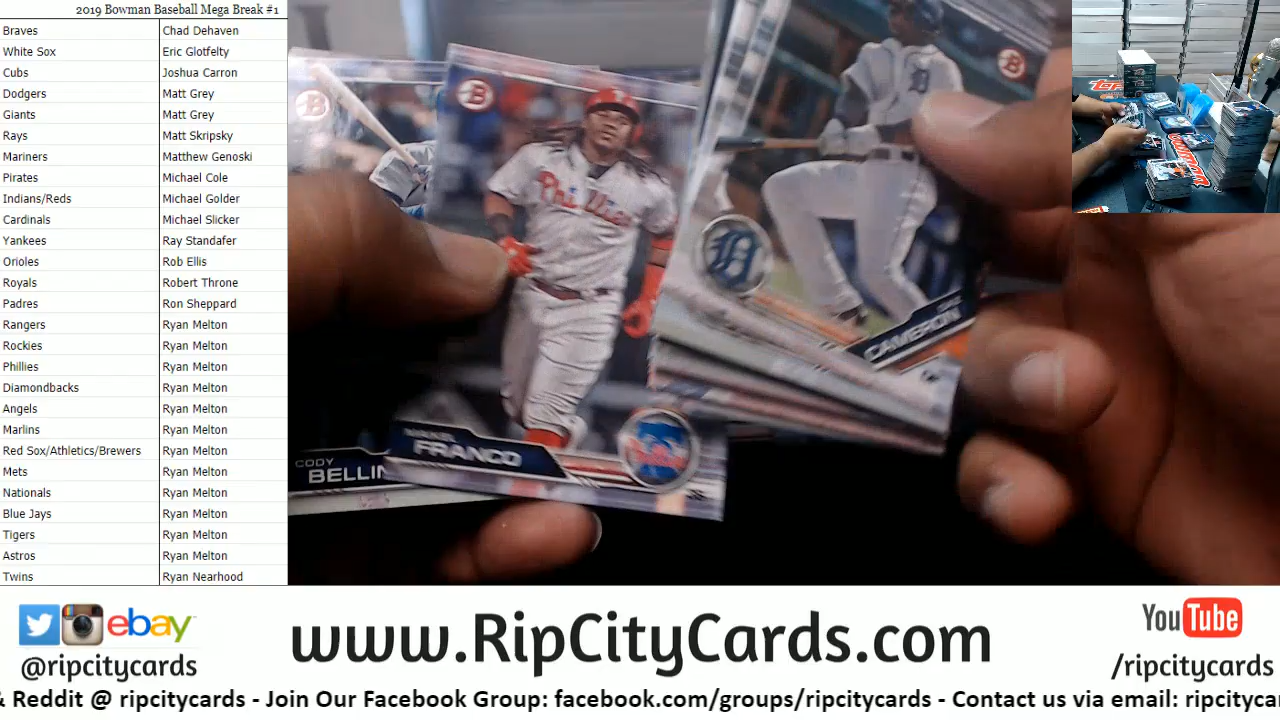 2019 Bowman Baseball Mega Break #1
Braves Chad Dehaven
White Sox Eric Glotfelty
Cubs Joshua Carron
Dodgers Matt Grey
Giants Matt Grey
Rays Matt Skripsky
Mariners Matthew Genoski
Pirates Michael Cole
Indians/Reds Michael Golder
Cardinals Michael Slicker
Yankees Ray Standafer
Orioles Rob Ellis
Royals Robert Throne
Padres Ron Sheppard
Rangers Ryan Melton
Rockies Ryan Melton
Phillies Ryan Melton
Diamondbacks Ryan Melton
Angels Ryan Melton
Marlins Ryan Melton
Red Sox/Athletics/Brewers Ryan Melton
Mets Ryan Melton
Nationals Ryan Melton
Blue Jays Ryan Melton
Tigers Ryan Melton
Astros Ryan Melton
Twins Ryan Nearhood
B
B
B
Phillies
D
D
CAMERON
FRANCO
CODY
BELLIN
ebay
@ripcitycards
www.RipCityCards.com
YouTube
/ripcitycards
& Reddit @ ripcitycards - Join Our Facebook Group: facebook.com/groups/ripcitycards - Contact us via email: ripcityca